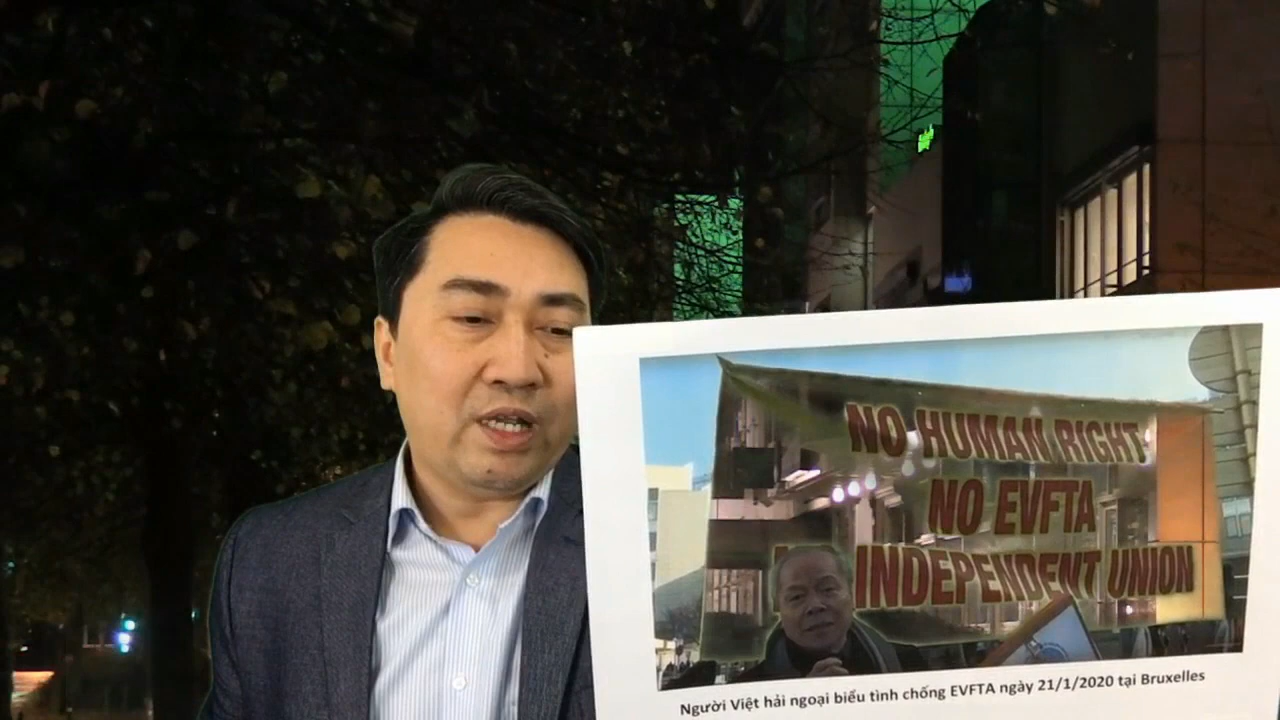 NO HUMAN RIGHT
NO EVFTA
INDEPENDENT UNION
Người Việt hải ngoại biểu tình chống EVFTA ngày 21/1/2020 tại Bruxelles